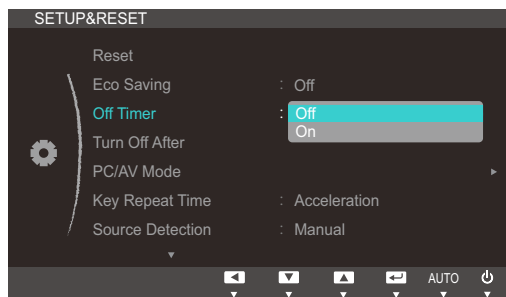 SETUP&RESET
Reset
Eco Saving : Off
Off Timer : Off
On
Turn Off After
PC/AV Mode
Key Repeat Time : Acceleration
Source Detection : Manual
AUTO